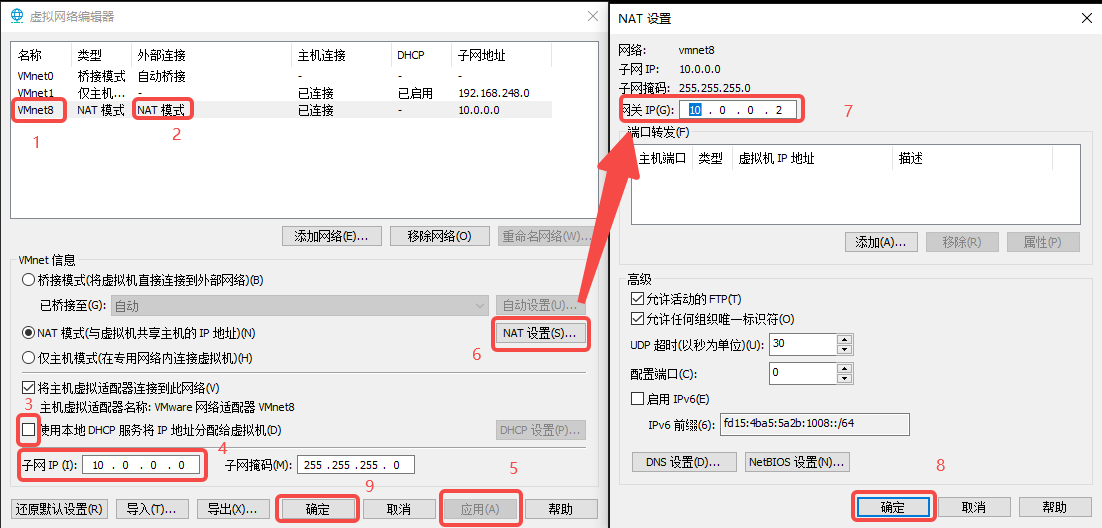 虚拟网络编辑器
名称 类型 外部连接 主机连接 DHCP 子网地址
VMnet0 桥接模式 自动桥接 - - -
VMnet1 仅主机... - 已连接 已启用 192.168.248.0
VMnet8 NAT 模式 NAT 模式 已连接 - 10.0.0.0
1 2
添加网络(E)... 移除网络(O) 重命名网络(W)...
VMnet 信息
桥接模式(将虚拟机直接连接到外部网络)(B)
已桥接至(G): 自动 自动设置(U)...
NAT 模式(与虚拟机共享主机的 IP 地址)(N) NAT 设置(S)...
6
仅主机模式(在专用网络内连接虚拟机)(H)
将主机虚拟适配器连接到此网络(V)
3
主机虚拟适配器名称: VMware 网络适配器 VMnet8
使用本地 DHCP 服务将 IP 地址分配给虚拟机(D) DHCP 设置(P)...
4
子网 IP (I): 10 . 0 . 0 . 0 子网掩码(M): 255 .255 .255 . 0
5
9
还原默认设置(R) 导入(T)... 导出(X)... 确定 取消 应用(A) 帮助
NAT 设置
网络: vmnet8
子网 IP: 10.0.0.0
子网掩码: 255.255.255.0
网关 IP(G): 10 . 0 . 0 . 2
7
端口转发(F)
主机端口 类型 虚拟机 IP 地址 描述
添加(A)... 移除(R) 属性(P)
高级
允许活动的 FTP(T)
允许任何组织唯一标识符(O)
UDP 超时(以秒为单位)(U): 30
配置端口(C): 0
启用 IPv6(E)
IPv6 前缀(6): fd15:4ba5:5a2b:1008::/64
DNS 设置(D)... NetBIOS 设置(N)...
8
确定 取消 帮助